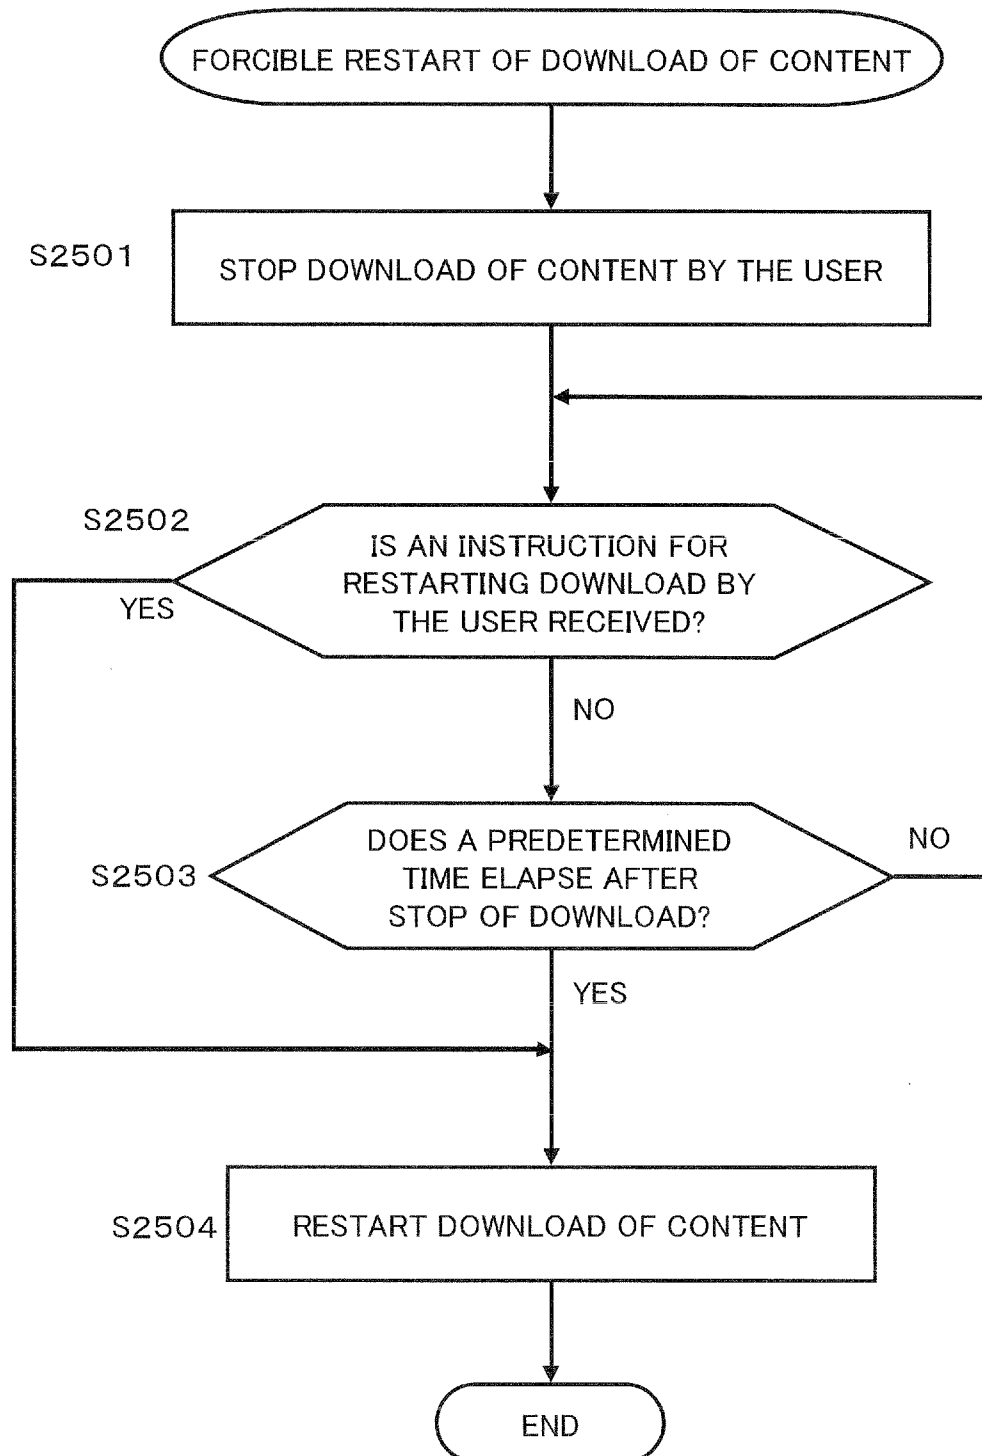 FORCIBLE RESTART OF DOWNLOAD OF CONTENT
S2501
STOP DOWNLOAD OF CONTENT BY THE USER
S2502
IS AN INSTRUCTION FOR
RESTARTING DOWNLOAD BY
THE USER RECEIVED?
YES
NO
S2503
DOES A PREDETERMINED
TIME ELAPSE AFTER
STOP OF DOWNLOAD?
NO
YES
S2504
RESTART DOWNLOAD OF CONTENT
END